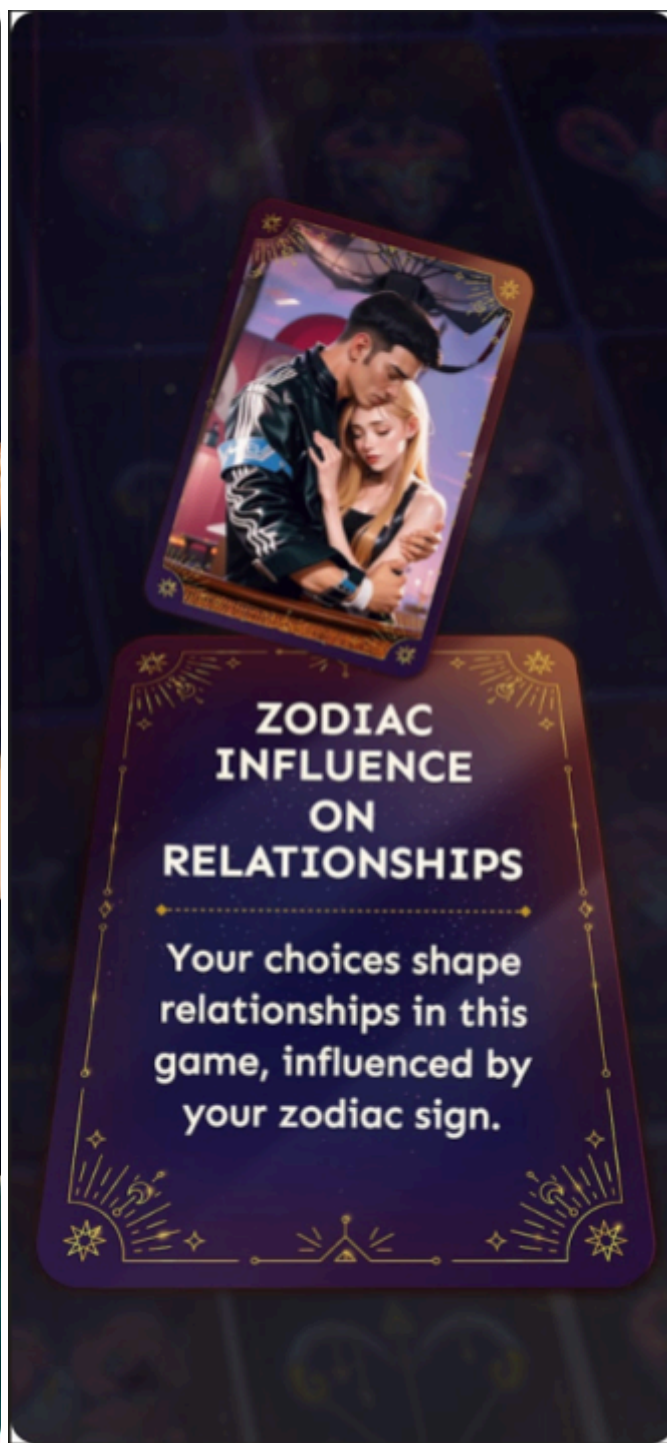 ZODIAC
INFLUENCE
ON
RELATIONSHIPS
Your choices shape
relationships in this
game, influenced by
your zodiac sign.